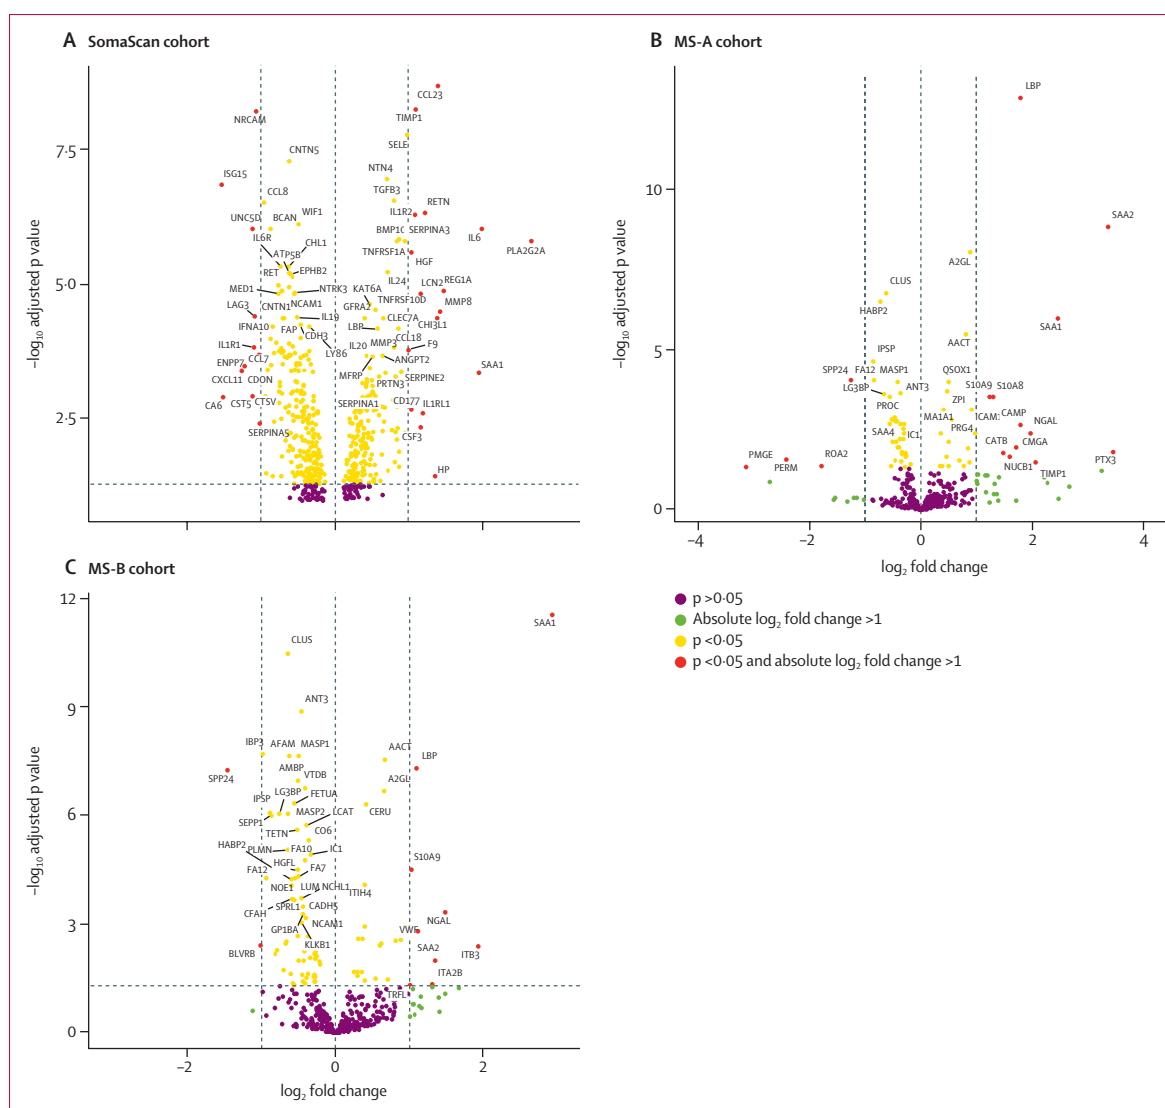 A SomaScan cohort
−log10 adjusted p value
7·5
5·0
2·5
CCL23
TIMP1
NRCAM
SELE
CNTN5
NTN4
ISG15
TGFB3
CCL8
IL1R2
RETN
UNC5D
BCAN
WIF1
BMP10
SERPINA3
IL6
IL6R
CHL1
TNFRSF1A
PLA2G2A
ATP5B
HGF
RET
EPHB2
IL24
LCN2
REG1A
MED1
NTRK3
KAT6A
TNFRSF10D
MMP8
LAG3
CNTN1
NCAM1
GFRA2
IL19
CLEC7A
CHI3L1
IFNA10
FAP
CDH3
LBP
CCL18
F9
IL1R1
LY86
IL20
MMP3
ANGPT2
ENPP7
CCL7
SAA1
CXCL11
CDON
MFRP
PRTN3
SERPINE2
CA6
CST5
CTSV
SERPINA1
CD177
IL1RL1
SERPINA5
CSF3
HP
B MS-A cohort
10
5
0
LBP
SAA2
A2GL
CLUS
HABP2
SAA1
AACT
IPSP
QSOX1
SPP24
FA12
MASP1
LG3BP
ANT3
S10A9
S10A8
PROC
ZPI
MA1A1
ICAM1
CAMP
NGAL
SAA4
IC1
PRG4
CATB
CMGA
PMGE
PERM
ROA2
NUCB1
TIMP1
PTX3
−4
−2
0
2
4
log2 fold change
C MS-B cohort
−log10 adjusted p value
12
9
6
3
0
SAA1
CLUS
ANT3
IBP3
AFAM
MASP1
AACT
LBP
SPP24
AMBP
VTDB
A2GL
IPSP
LG3BP
FETUA
SEPP1
MASP2
LCAT
CERU
TETN
CO6
HABP2
PLMN
FA10
IC1
S10A9
FA12
HGFL
FA7
NOE1
LUM
NCHL1
ITIH4
CFAH
SPRL1
CADH5
GP1BA
NCAM1
VWF
NGAL
BLVRB
KLKB1
SAA2
ITB3
ITA2B
TRFL
−2
0
2
log2 fold change
p >0·05
Absolute log2 fold change >1
p <0·05
p <0·05 and absolute log2 fold change >1